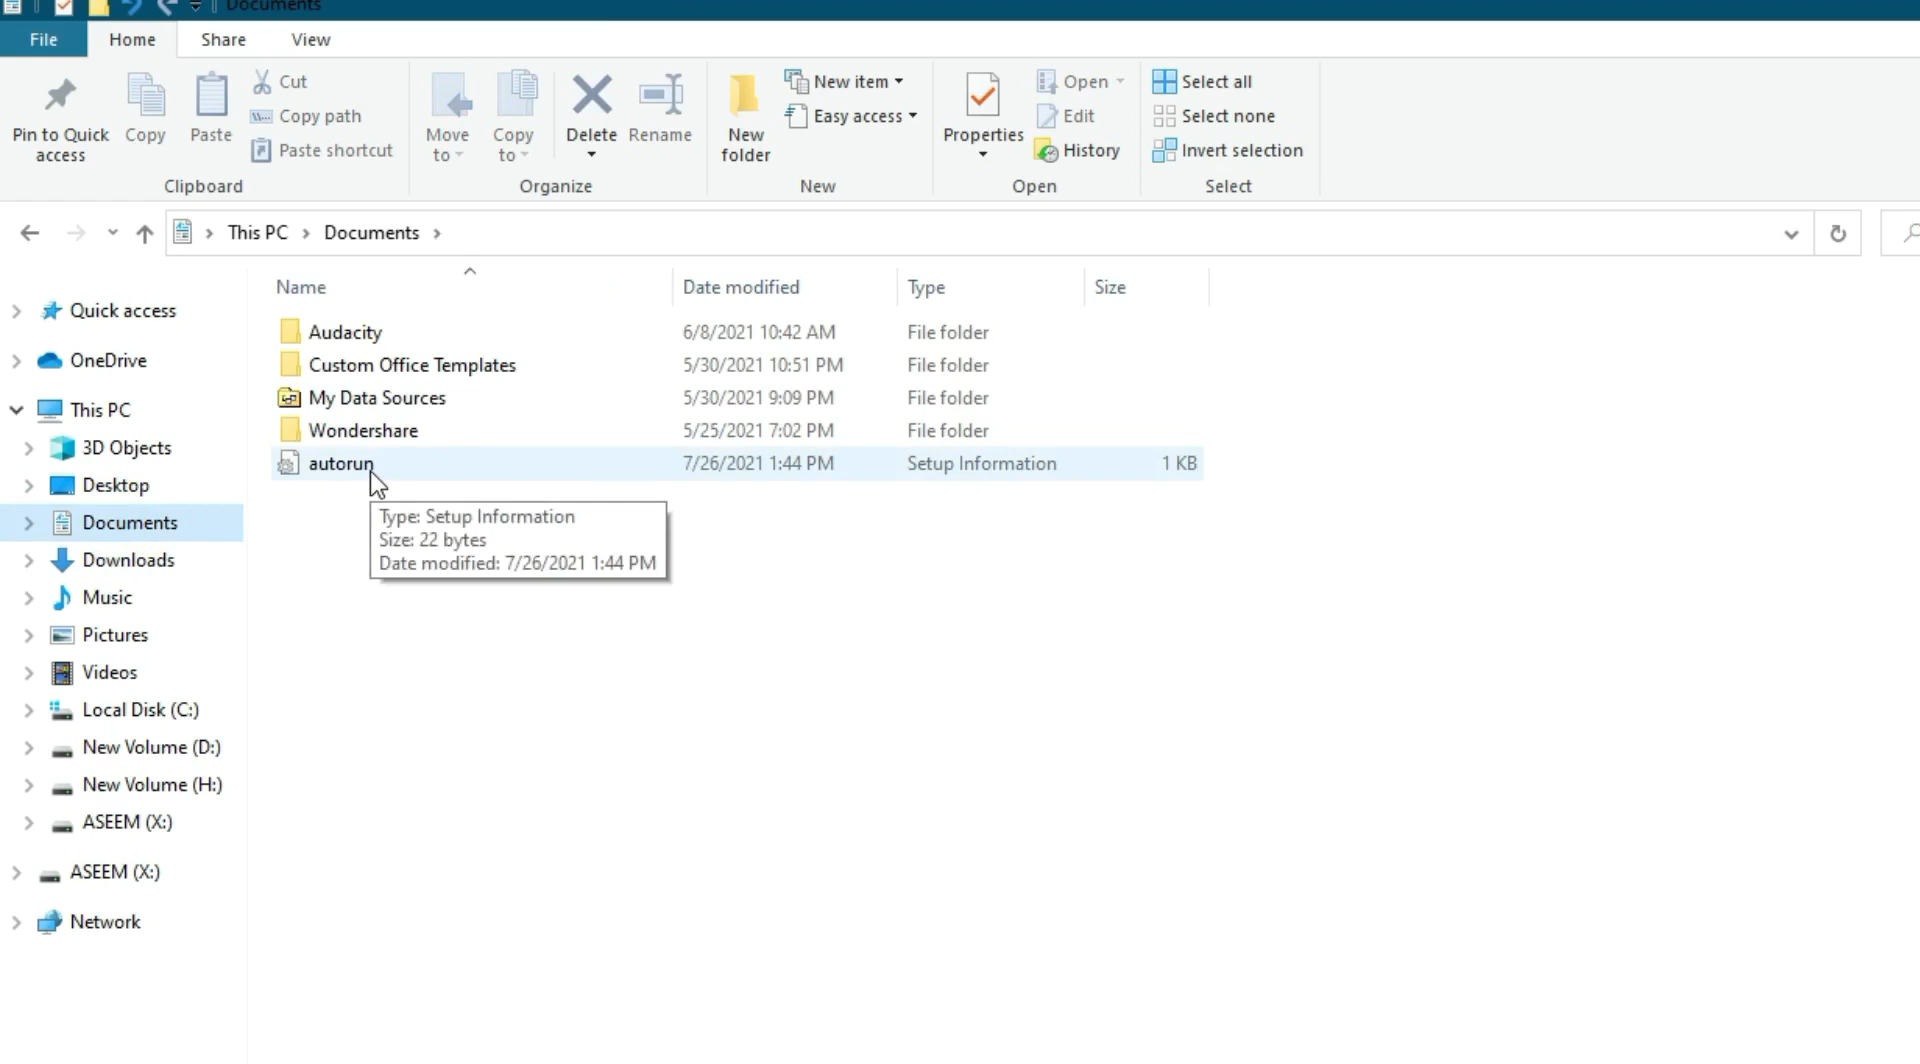 Documents
File Home Share View
Pin to Quick access
Copy
Paste
Cut
Copy path
Paste shortcut
Clipboard
Move to
Copy to
Delete
Rename
Organize
New folder
New item
Easy access
New
Properties
Open
Edit
History
Open
Select all
Select none
Invert selection
Select
This PC Documents
Name Date modified Type Size
Quick access
OneDrive
This PC
3D Objects
Desktop
Documents
Downloads
Music
Pictures
Videos
Local Disk (C:)
New Volume (D:)
New Volume (H:)
ASEEM (X:)
ASEEM (X:)
Network
Audacity 6/8/2021 10:42 AM File folder
Custom Office Templates 5/30/2021 10:51 PM File folder
My Data Sources 5/30/2021 9:09 PM File folder
Wondershare 5/25/2021 7:02 PM File folder
autorun 7/26/2021 1:44 PM Setup Information 1 KB
Type: Setup Information
Size: 22 bytes
Date modified: 7/26/2021 1:44 PM